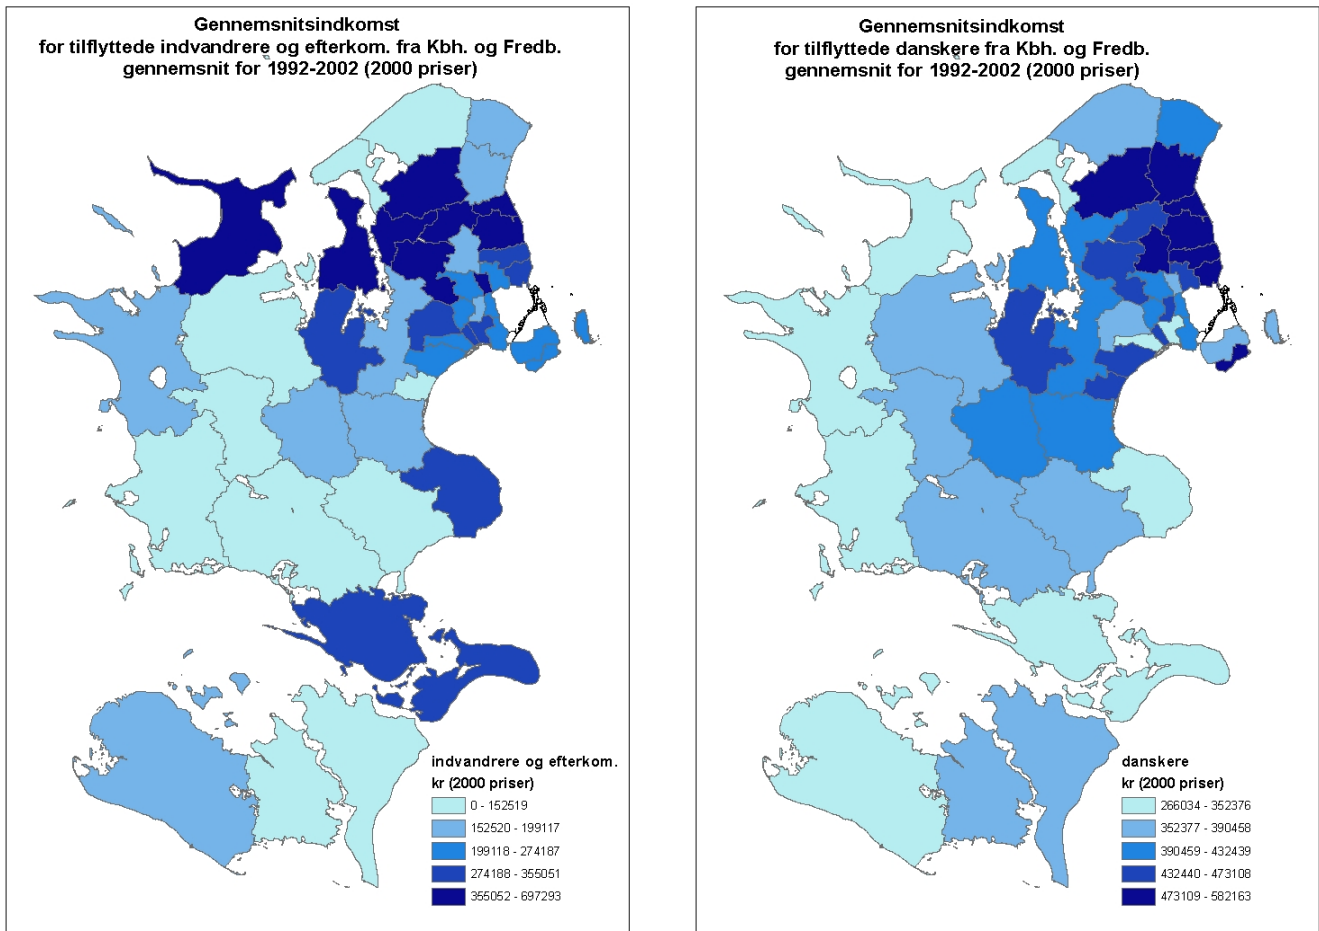 Gennemsnitsindkomst
for tilflyttede indvandrere og efterkom. fra Kbh. og Fredb.
gennemsnit for 1992-2002 (2000 priser)
indvandrere og efterkom.
kr (2000 priser)
0 - 152519
152520 - 199117
199118 - 274187
274188 - 355051
355052 - 697293
Gennemsnitsindkomst
for tilflyttede danskere fra Kbh. og Fredb.
gennemsnit for 1992-2002 (2000 priser)
danskere
kr (2000 priser)
266034 - 352376
352377 - 390458
390459 - 432439
432440 - 473108
473109 - 582163